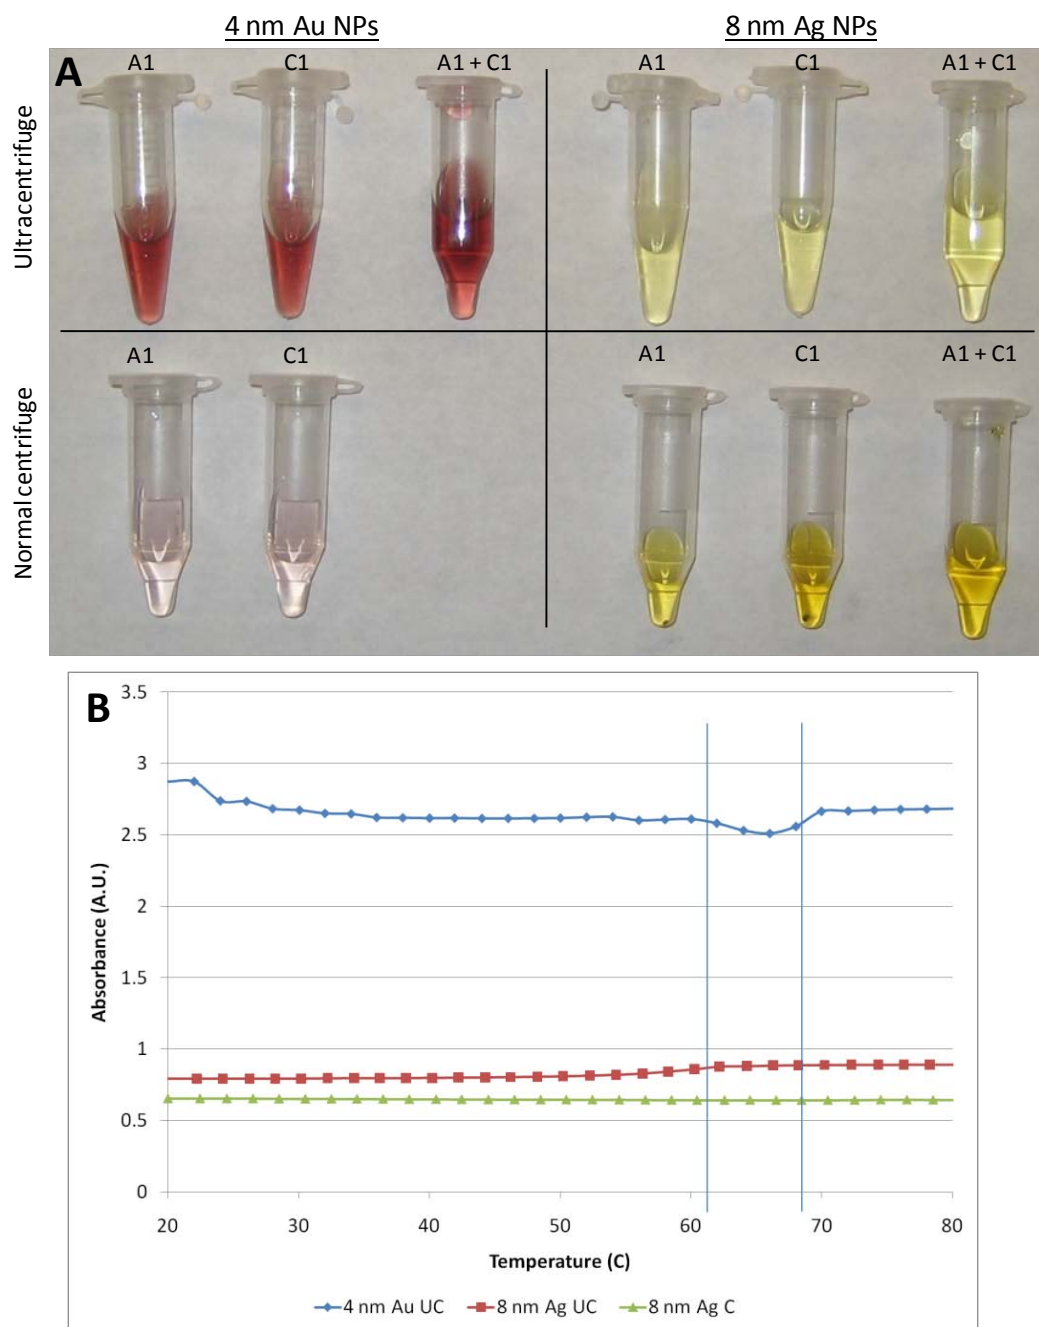 4 nm Au NPs
8 nm Ag NPs
A
A1
C1
A1 + C1
A1
C1
A1 + C1
Ultracentrifuge
A1
C1
A1
C1
A1 + C1
Normal centrifuge
B
3.5
3
2.5
2
1.5
1
0.5
0
Absorbance (A.U.)
20
30
40
50
60
70
80
Temperature (C)
4 nm Au UC
8 nm Ag UC
8 nm Ag C